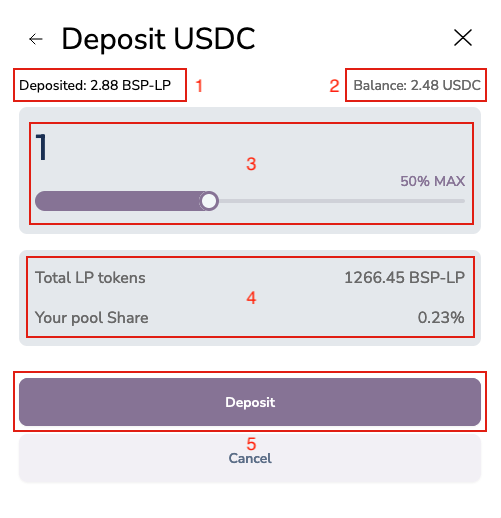 ← Deposit USDC
Deposited: 2.88 BSP-LP 1 2 Balance: 2.48 USDC
1
3
50% MAX
Total LP tokens 1266.45 BSP-LP
4
Your pool Share 0.23%
Deposit
5
Cancel